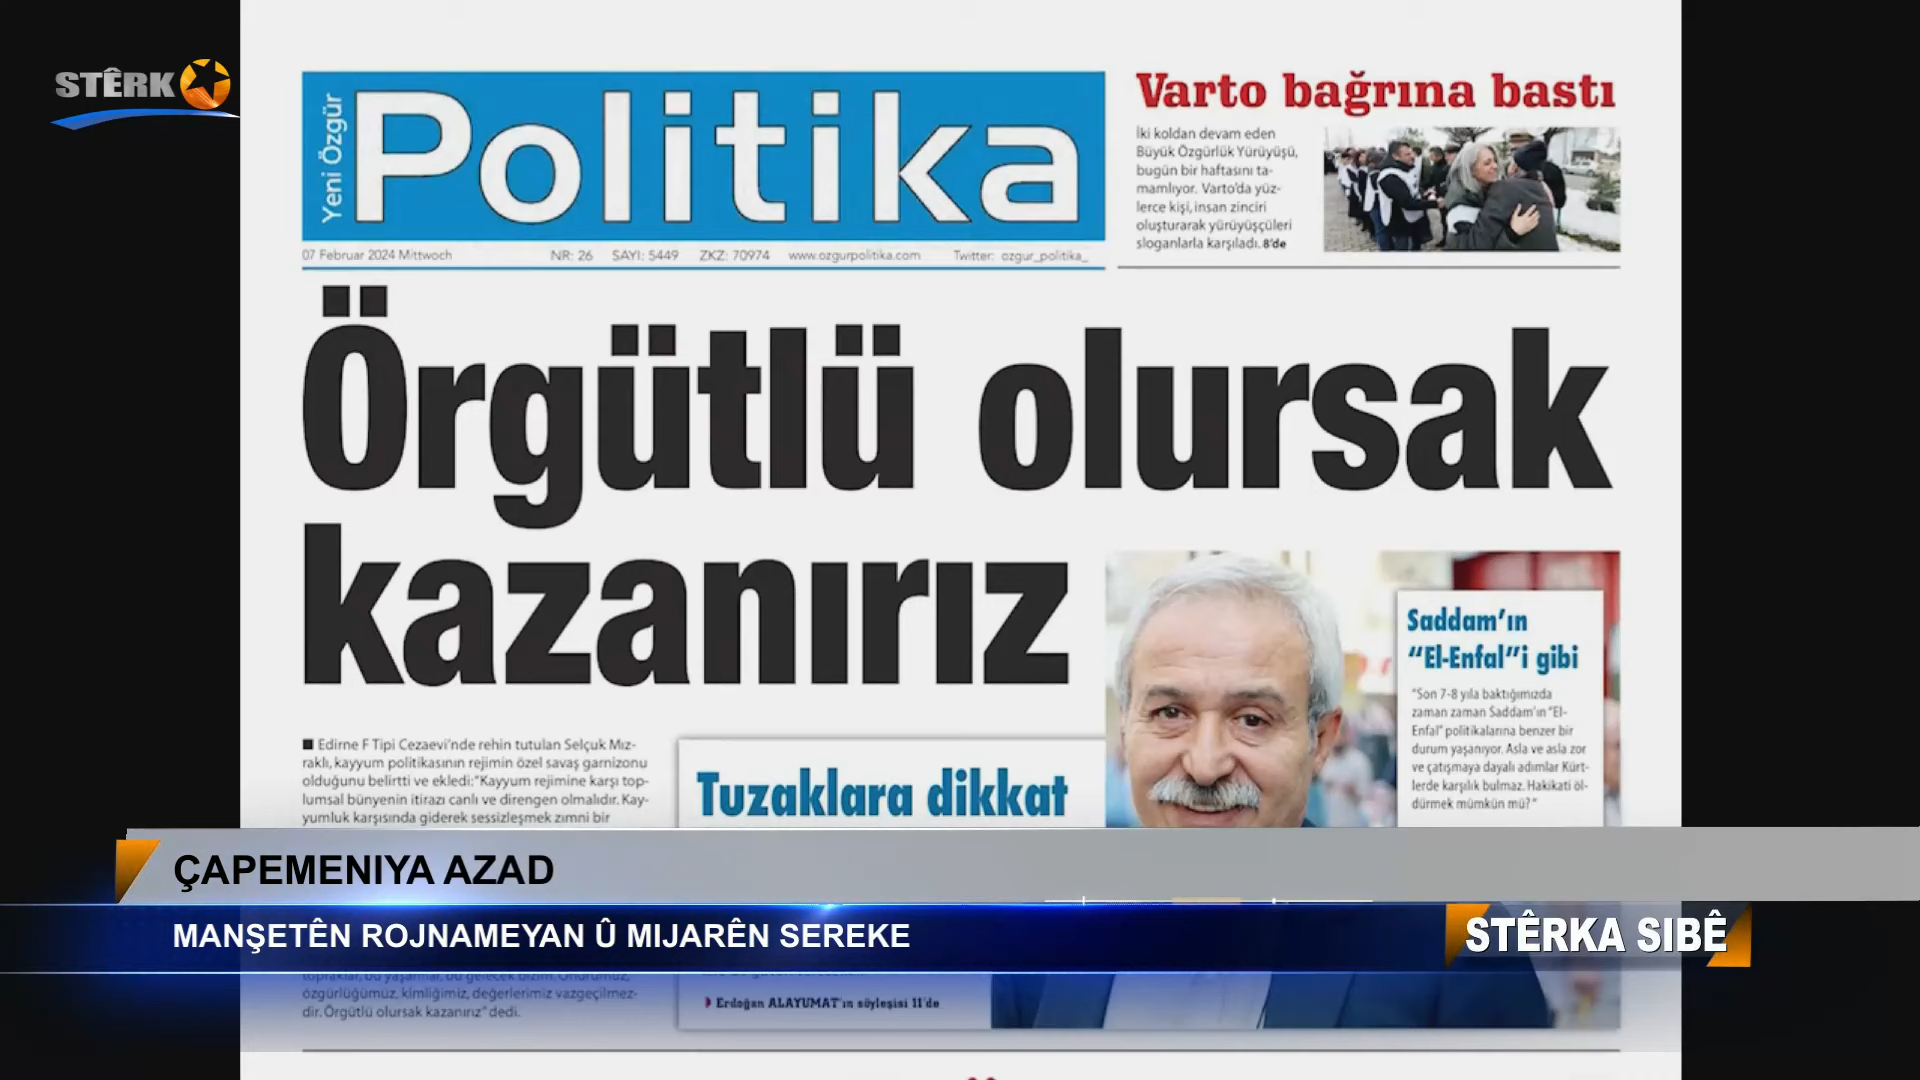 STÊRK
Yeni Özgür
Politika
07 Februar 2024 Mittwoch NR: 26 SAYI: 5449 ZKZ: 70974 www.ozgurpolitika.com Twitter: ozgur_politika_
Varto bağrına bastı
İki koldan devam eden
Büyük Özgürlük Yürüyüşü,
bugün bir haftasını ta-
mamlıyor. Varto'da yüz-
lerce kişi, insan zinciri
oluşturarak yürüyüşçüleri
sloganlarla karşıladı. 8'de
Örgütlü olursak
kazanırız
Saddam'ın
"El-Enfal"i gibi
"Son 7-8 yıla baktığımızda
zaman zaman Saddam'ın "El-
Enfal" politikalarına benzer bir
durum yaşanıyor. Asla ve asla zor
ve çatışmaya dayalı adımlar Kürt-
lerde karşılık bulmaz. Hakikati öl-
dürmek mümkün mü?"
■ Edirne F Tipi Cezaevi'nde rehin tutulan Selçuk Mız-
raklı, kayyum politikasının rejimin özel savaş garnizonu
olduğunu belirtti ve ekledi: "Kayyum rejimine karşı top-
lumsal bünyenin itirazı canlı ve direngen olmalıdır. Kay-
yumluk karşısında giderek sessizleşmek zımni bir
Tuzaklara dikkat
ÇAPEMENIYA AZAD
MANŞETÊN ROJNAMEYAN Û MIJARÊN SEREKE
STÊRKA SIBÊ
özgürlüğümüz, kimliğimiz, değerlerimiz vazgeçilmez-
dir. Örgütlü olursak kazanırız" dedi.
Erdoğan ALAYUMAT'ın söyleşisi 11'de